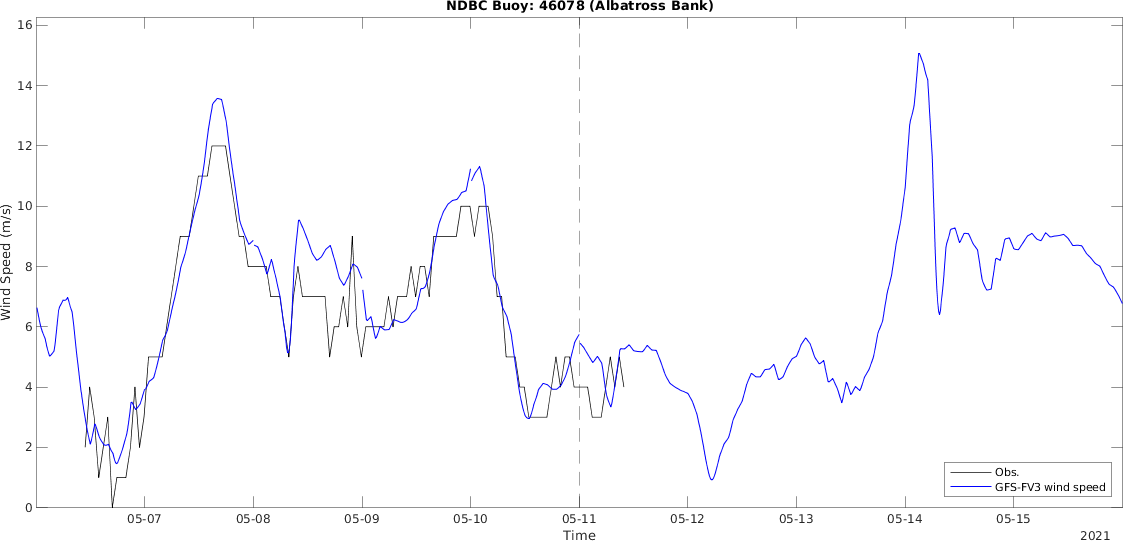 NDBC Buoy: 46078 (Albatross Bank)
16
14
12
10
8
6
4
2
0
Wind Speed (m/s)
05-07 05-08 05-09 05-10 05-11 05-12 05-13 05-14 05-15
Time
2021
Obs.
GFS-FV3 wind speed